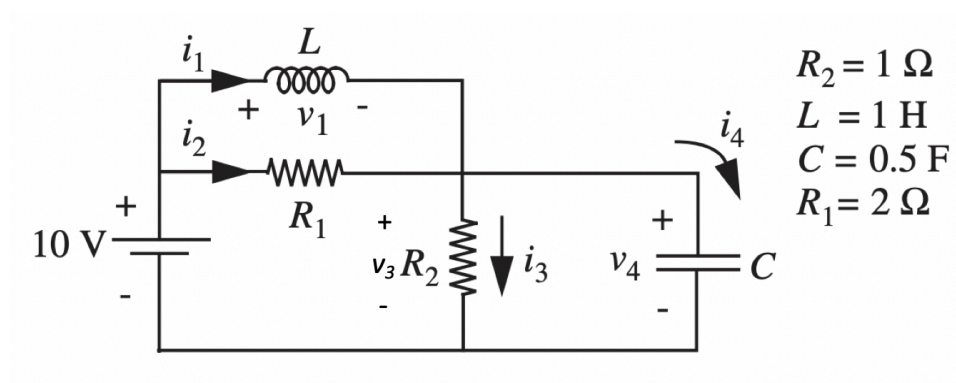 i₁ L
+ v₁ -
i₂
R₁
+
10 V
-
+
v₃ R₂
-
i₃
i₄
+
v₄ C
-
R₂ = 1 Ω
L = 1 H
C = 0.5 F
R₁ = 2 Ω